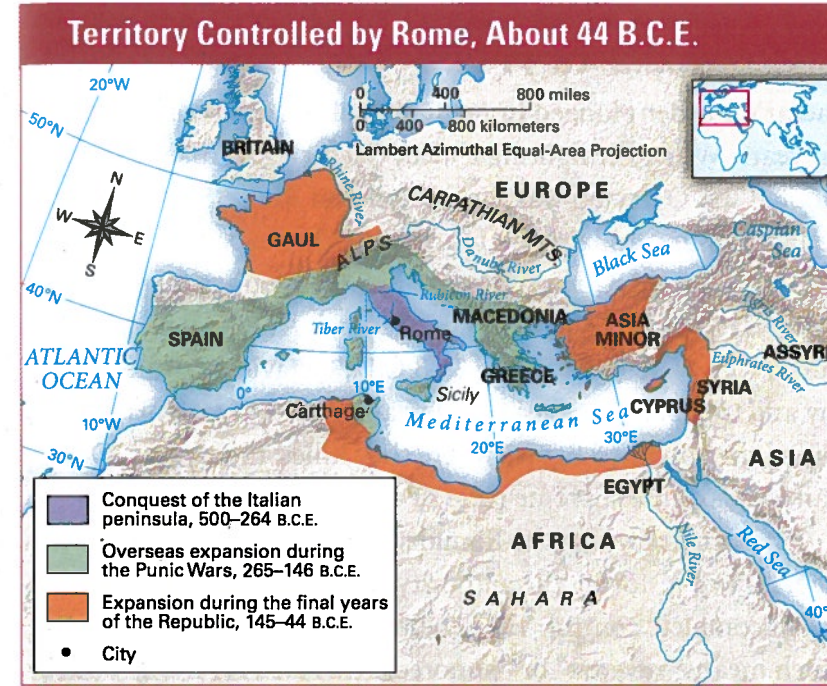 Territory Controlled by Rome, About 44 B.C.E.
20°W
0 400 800 miles
0 400 800 kilometers
Lambert Azimuthal Equal-Area Projection
50°N
BRITAIN
N
W
E
S
Rhine River
EUROPE
CARPATHIAN MTS.
GAUL
ALPS
Danube River
Black Sea
Caspian
Sea
40°N
Rubicon River
SPAIN
Tiber River
Rome
MACEDONIA
ASIA
MINOR
Tigris River
ASSYRI
Euphrates River
ATLANTIC
OCEAN
GREECE
SYRIA
0°
10°E
Sicily
CYPRUS
Carthage
Mediterranean Sea
10°W
20°E
30°E
30°N
ASIA
EGYPT
Conquest of the Italian
peninsula, 500–264 B.C.E.
Overseas expansion during
the Punic Wars, 265–146 B.C.E.
Expansion during the final years
of the Republic, 145–44 B.C.E.
City
AFRICA
Nile River
Red Sea
SAHARA
40°